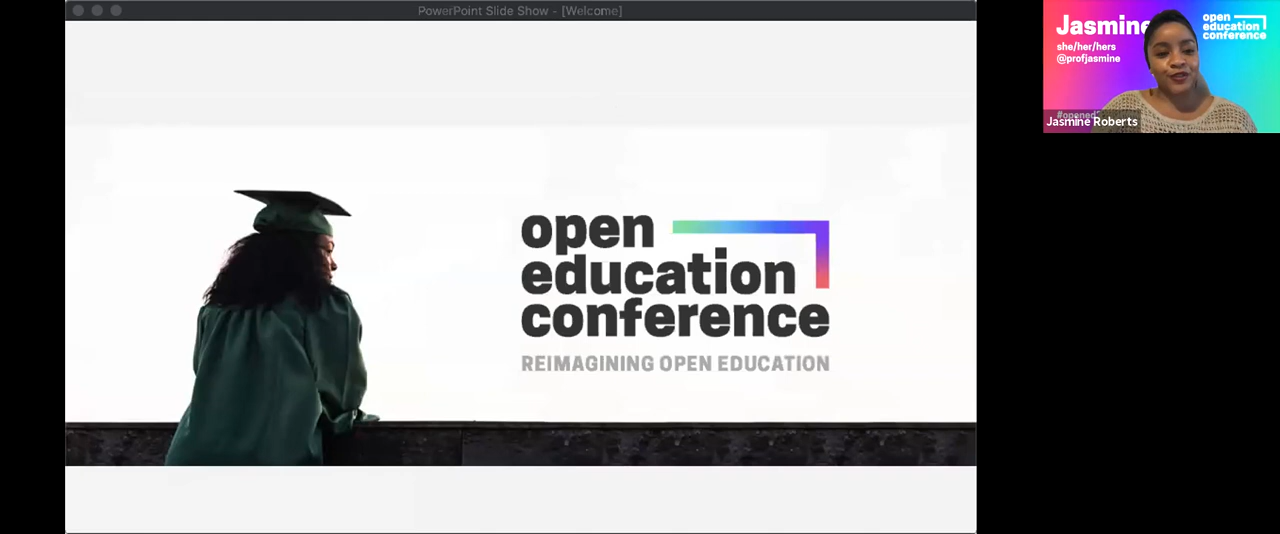 PowerPoint Slide Show - [Welcome]
open
education
conference
REIMAGINING OPEN EDUCATION
Jasmine
she/her/hers
@profjasmine
open
education
conference
Jasmine Roberts